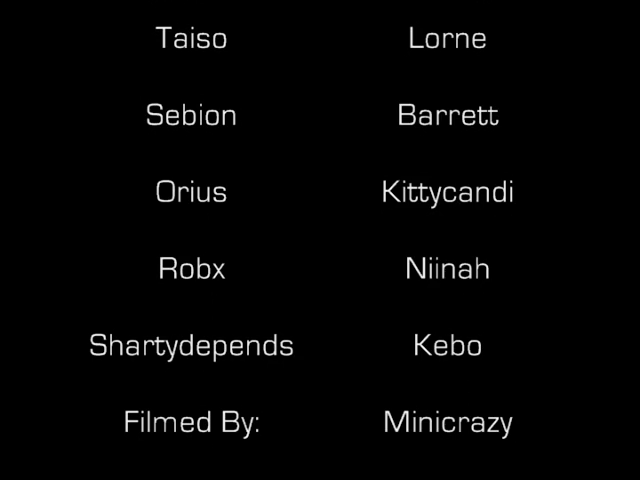 Taiso Lorne
Sebion Barrett
Orius Kittycandi
Robx Niinah
Shartydepends Kebo
Filmed By: Minicrazy